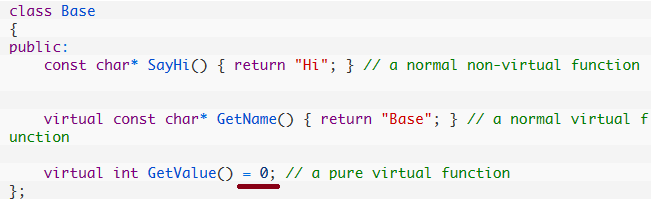 class Base
{
public:
    const char* SayHi() { return "Hi"; } // a normal non-virtual function
    virtual const char* GetName() { return "Base"; } // a normal virtual f
unction
    virtual int GetValue() = 0; // a pure virtual function
};